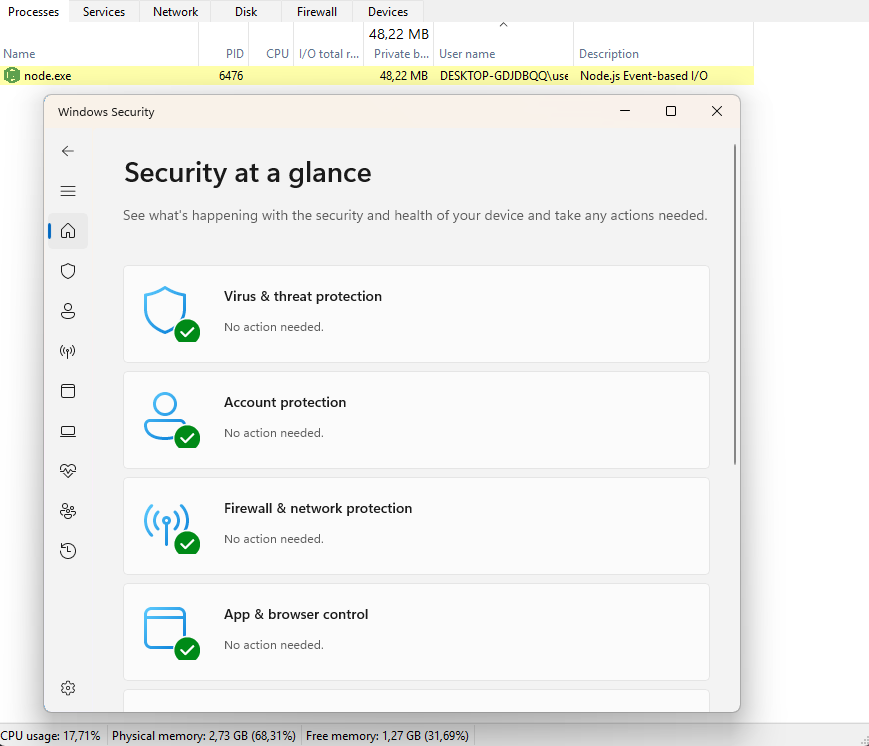 Processes Services Network Disk Firewall Devices
48,22 MB
Name PID CPU I/O total r... Private b... User name Description
node.exe 6476 48,22 MB DESKTOP-GDJDBQQ\use Node.js Event-based I/O
Windows Security
Security at a glance
See what's happening with the security and health of your device and take any actions needed.
Virus & threat protection
No action needed.
Account protection
No action needed.
Firewall & network protection
No action needed.
App & browser control
No action needed.
CPU usage: 17,71% Physical memory: 2,73 GB (68,31%) Free memory: 1,27 GB (31,69%)